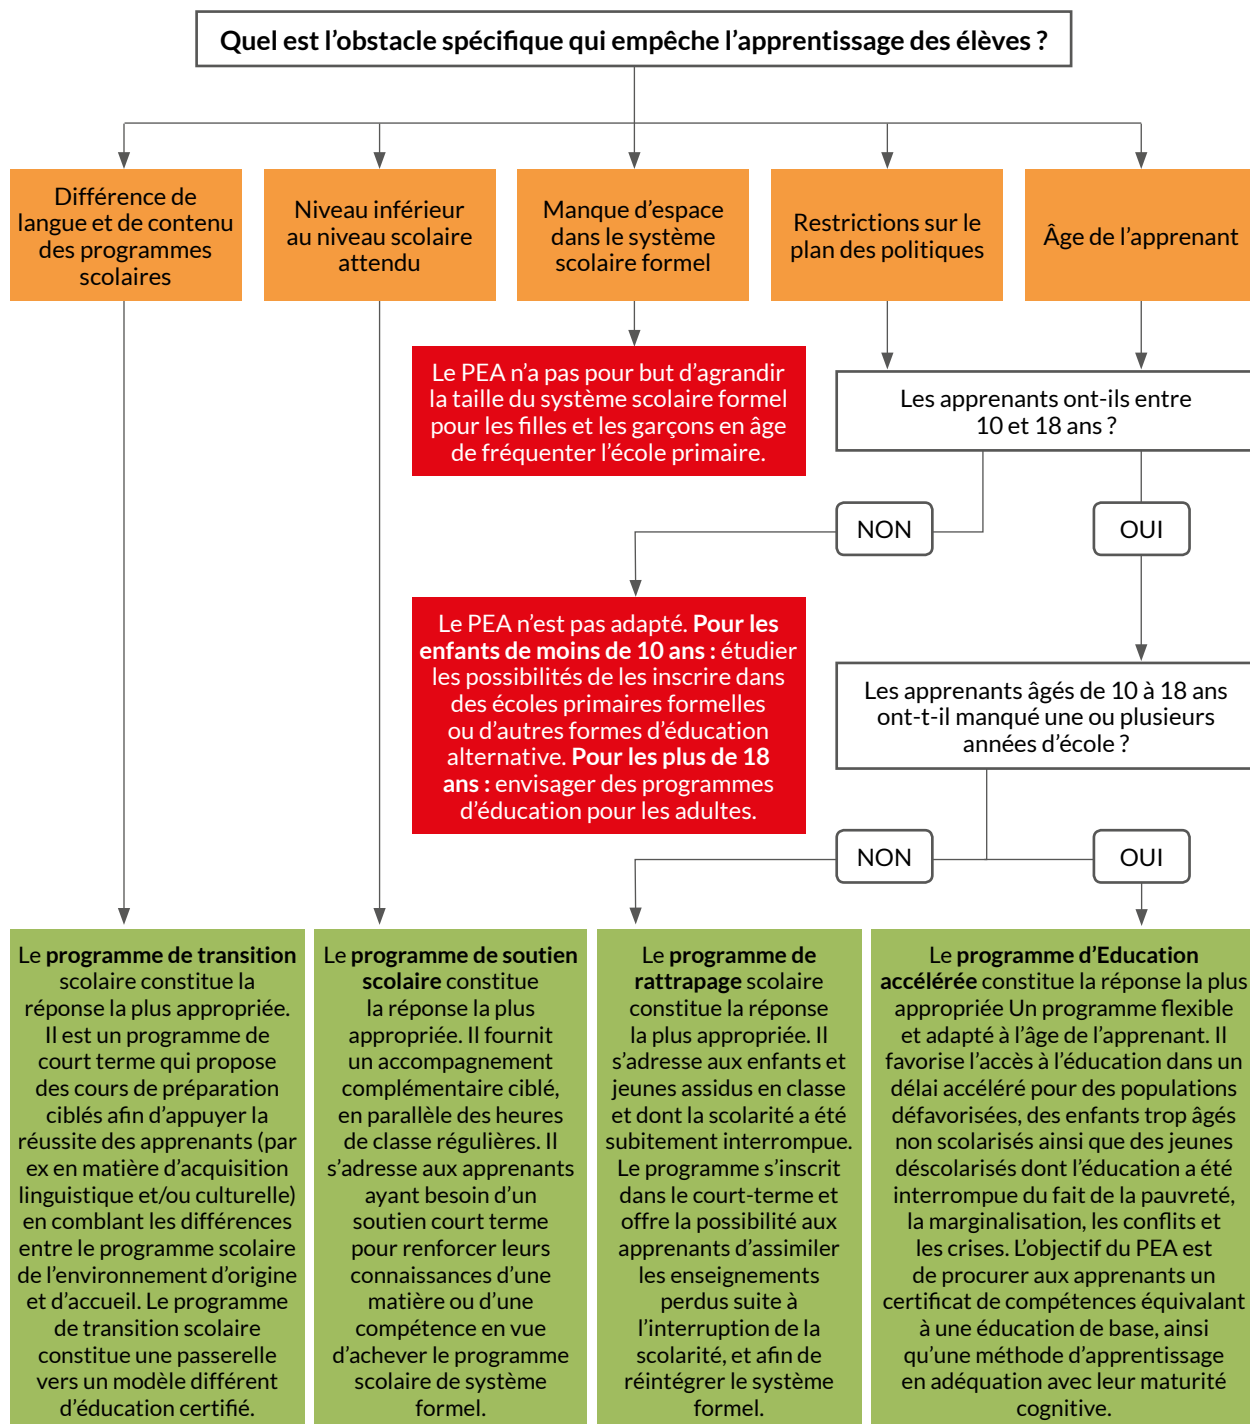 Quel est l’obstacle spécifique qui empêche l’apprentissage des élèves ?
Différence de
langue et de contenu
des programmes
scolaires
Niveau inférieur
au niveau scolaire
attendu
Manque d’espace
dans le système
scolaire formel
Restrictions sur le
plan des politiques
Âge de l’apprenant
Le PEA n’a pas pour but d’agrandir
la taille du système scolaire formel
pour les filles et les garçons en âge
de fréquenter l’école primaire.
Les apprenants ont-ils entre
10 et 18 ans ?
NON
OUI
Le PEA n’est pas adapté. Pour les
enfants de moins de 10 ans : étudier
les possibilités de les inscrire dans
des écoles primaires formelles
ou d’autres formes d’éducation
alternative. Pour les plus de 18
ans : envisager des programmes
d’éducation pour les adultes.
Les apprenants âgés de 10 à 18 ans
ont-t-il manqué une ou plusieurs
années d’école ?
NON
OUI
Le programme de transition
scolaire constitue la
réponse la plus appropriée.
Il est un programme de
court terme qui propose
des cours de préparation
ciblés afin d’appuyer la
réussite des apprenants (par
ex en matière d’acquisition
linguistique et/ou culturelle)
en comblant les différences
entre le programme scolaire
de l’environnement d’origine
et d’accueil. Le programme
de transition scolaire
constitue une passerelle
vers un modèle différent
d’éducation certifié.
Le programme de soutien
scolaire constitue
la réponse la plus
appropriée. Il fournit
un accompagnement
complémentaire ciblé,
en parallèle des heures
de classe régulières. Il
s’adresse aux apprenants
ayant besoin d’un
soutien court terme
pour renforcer leurs
connaissances d’une
matière ou d’une
compétence en vue
d’achever le programme
scolaire de système
formel.
Le programme de
rattrapage scolaire
constitue la réponse
la plus appropriée. Il
s’adresse aux enfants et
jeunes assidus en classe
et dont la scolarité a été
subitement interrompue.
Le programme s’inscrit
dans le court-terme et
offre la possibilité aux
apprenants d’assimiler
les enseignements
perdus suite à
l’interruption de la
scolarité, et afin de
réintégrer le système
formel.
Le programme d’Education
accélérée constitue la réponse la plus
appropriée Un programme flexible
et adapté à l’âge de l’apprenant. Il
favorise l’accès à l’éducation dans un
délai accéléré pour des populations
défavorisées, des enfants trop âgés
non scolarisés ainsi que des jeunes
déscolarisés dont l’éducation a été
interrompue du fait de la pauvreté,
la marginalisation, les conflits et
les crises. L’objectif du PEA est
de procurer aux apprenants un
certificat de compétences équivalant
à une éducation de base, ainsi
qu’une méthode d’apprentissage
en adéquation avec leur maturité
cognitive.